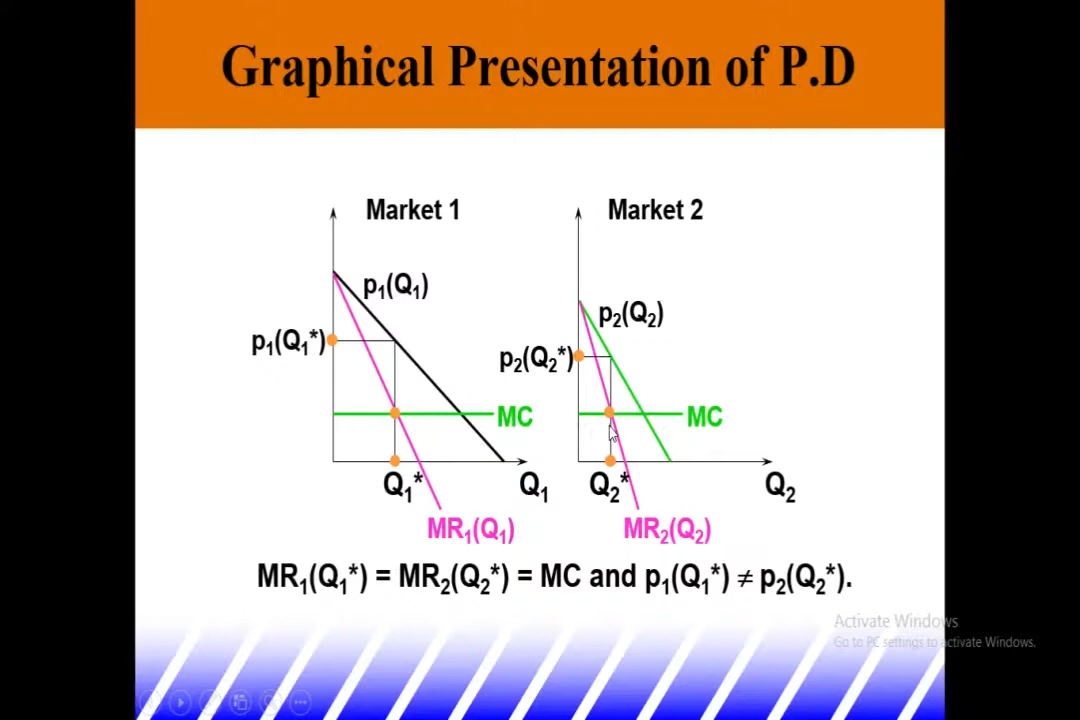 Graphical Presentation of P.D
Market 1
Market 2
p₁(Q₁)
p₂(Q₂)
p₁(Q₁*)
p₂(Q₂*)
MC
MC
Q₁*
Q₁
Q₂*
Q₂
MR₁(Q₁)
MR₂(Q₂)
MR₁(Q₁*) = MR₂(Q₂*) = MC and p₁(Q₁*) ≠ p₂(Q₂*).
Activate Windows
Go to PC settings to activate Windows.